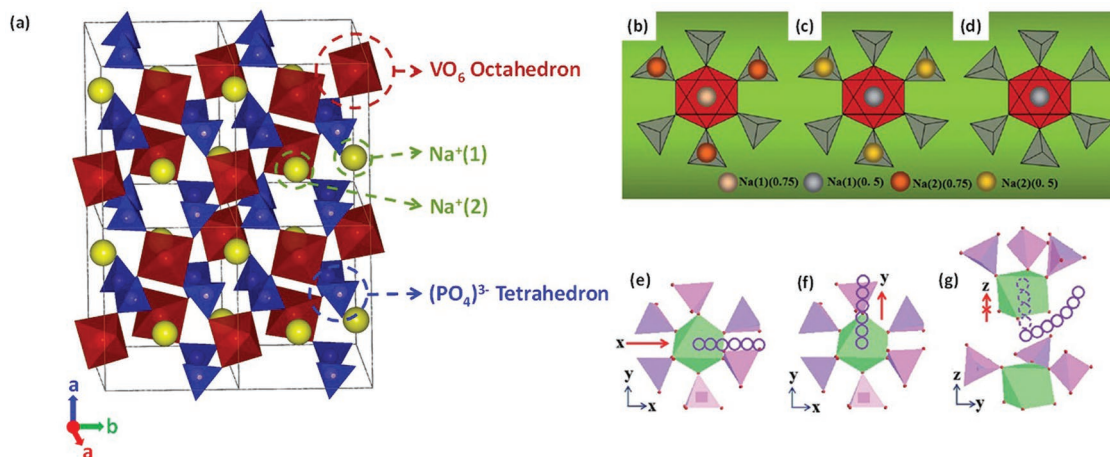 (a)
VO6 Octahedron
Na+(1)
Na+(2)
(PO4)3- Tetrahedron
a
b
a
(b)
(c)
(d)
Na(1)(0.75)
Na(1)(0. 5)
Na(2)(0.75)
Na(2)(0.5)
(e)
x
y
x
(f)
y
y
x
(g)
z
z
y